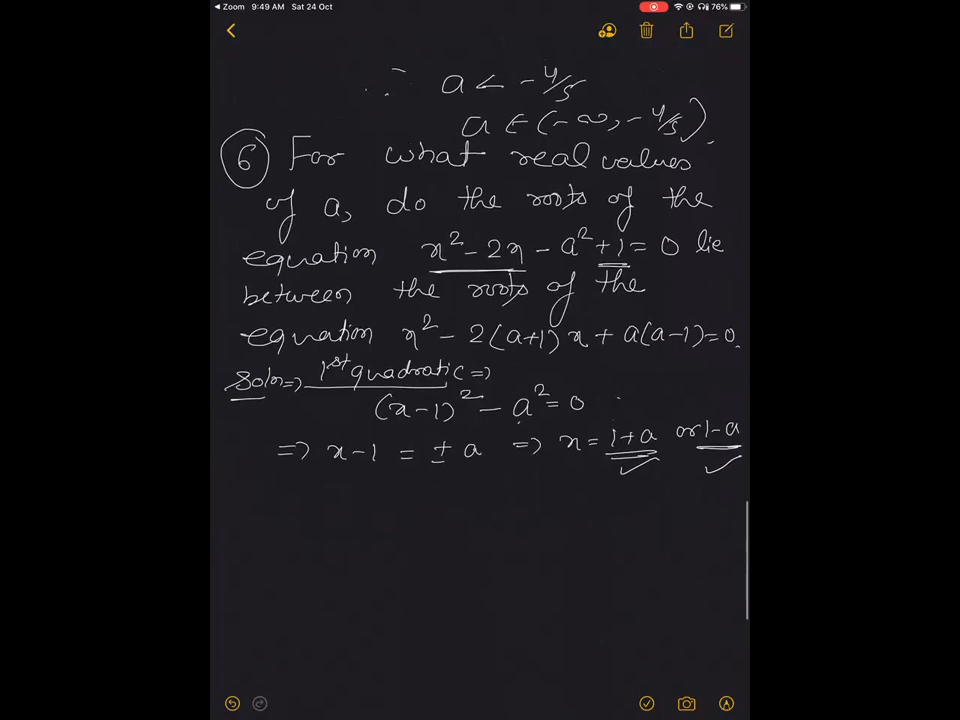 Zoom 9:49 AM Sat 24 Oct 76%
∴ a < -4/5
a ∈ (-∞, -4/5).
⑥ For what real values
of a, do the roots of the
equation x² - 2x - a² + 1 = 0 lie
between the roots of the
equation x² - 2(a+1)x + a(a-1) = 0.
Soln ⇒ 1st quadratic ⇒
(x-1)² - a² = 0
⇒ x-1 = ± a ⇒ x = 1+a or 1-a